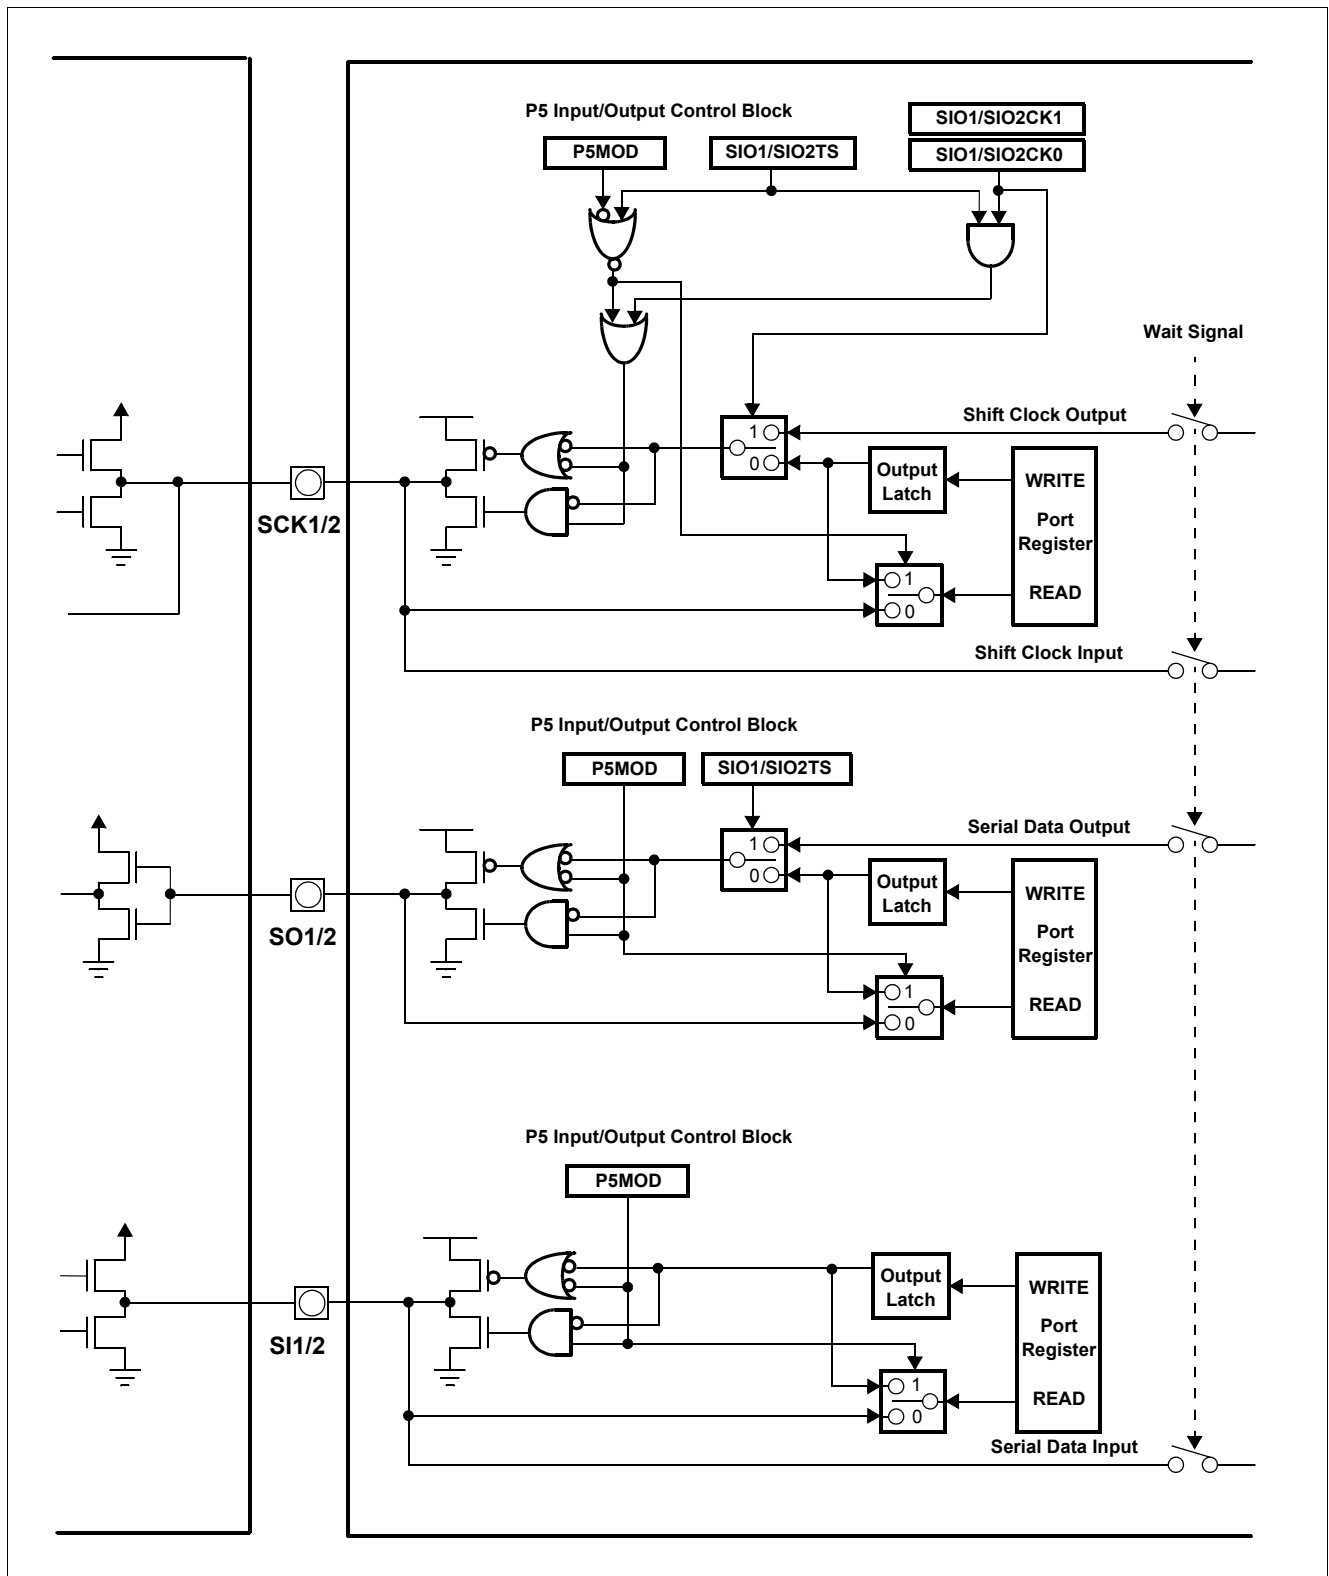 P5 Input/Output Control Block
SIO1/SIO2CK1
P5MOD
SIO1/SIO2TS
SIO1/SIO2CK0
Wait Signal
Shift Clock Output
1
0
Output
Latch
WRITE
Port
Register
READ
SCK1/2
1
0
Shift Clock Input
P5 Input/Output Control Block
P5MOD
SIO1/SIO2TS
Serial Data Output
1
0
Output
Latch
WRITE
Port
Register
READ
SO1/2
1
0
P5 Input/Output Control Block
P5MOD
Output
Latch
WRITE
Port
Register
READ
SI1/2
1
0
Serial Data Input